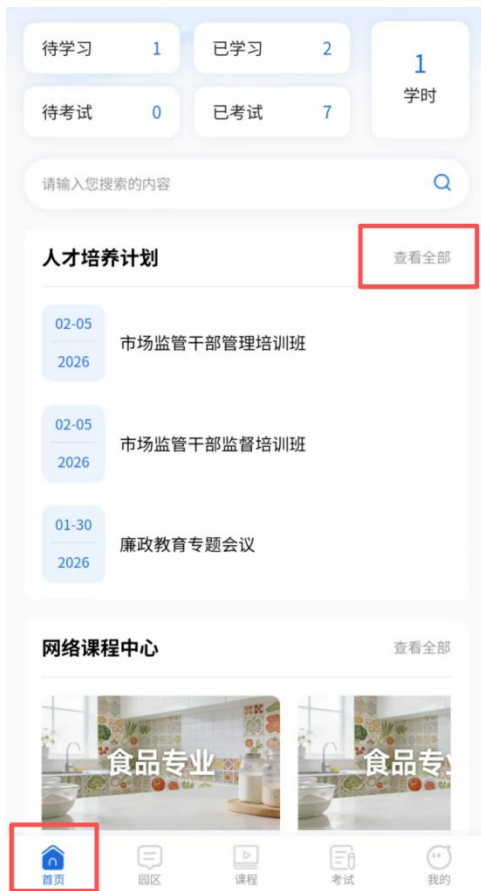 待学习 1 已学习 2
1
学时
待考试 0 已考试 7
请输入您搜索的内容
人才培养计划 查看全部
02-05
2026
市场监管干部管理培训班
02-05
2026
市场监管干部监督培训班
01-30
2026
廉政教育专题会议
网络课程中心 查看全部
食品专业 食品专业
首页 园区 课程 考试 我的